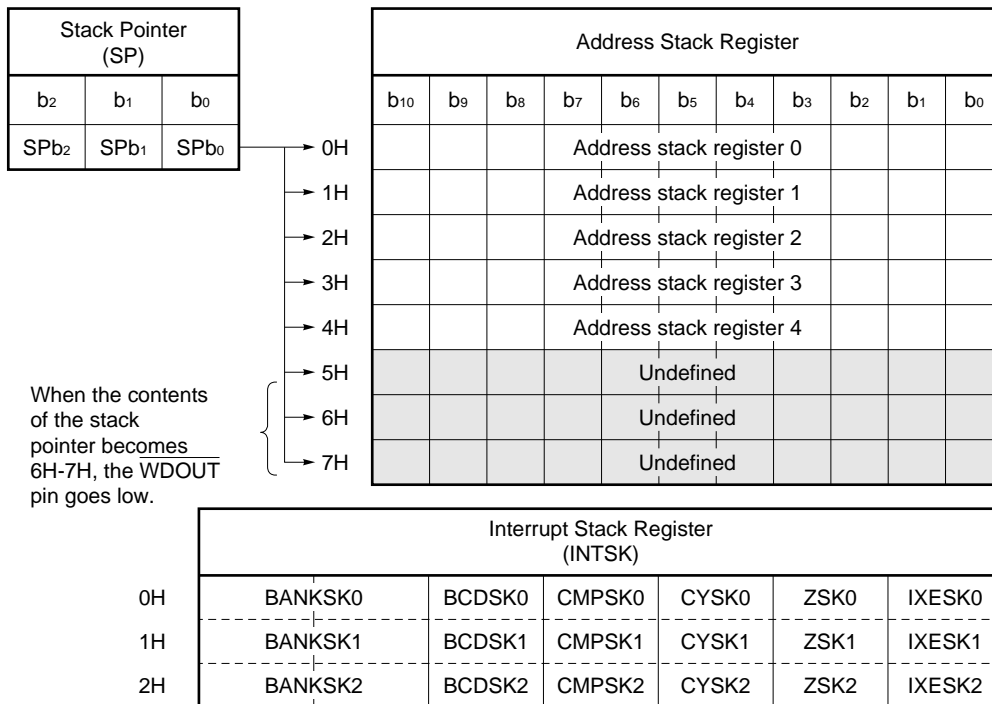 Stack Pointer
(SP)
b2 b1 b0
SPb2 SPb1 SPb0
Address Stack Register
b10 b9 b8 b7 b6 b5 b4 b3 b2 b1 b0
0H Address stack register 0
1H Address stack register 1
2H Address stack register 2
3H Address stack register 3
4H Address stack register 4
5H Undefined
6H Undefined
7H Undefined
When the contents
of the stack
pointer becomes
6H-7H, the WDOUT
pin goes low.
Interrupt Stack Register
(INTSK)
0H BANKSK0 BCDSK0 CMPSK0 CYSK0 ZSK0 IXESK0
1H BANKSK1 BCDSK1 CMPSK1 CYSK1 ZSK1 IXESK1
2H BANKSK2 BCDSK2 CMPSK2 CYSK2 ZSK2 IXESK2